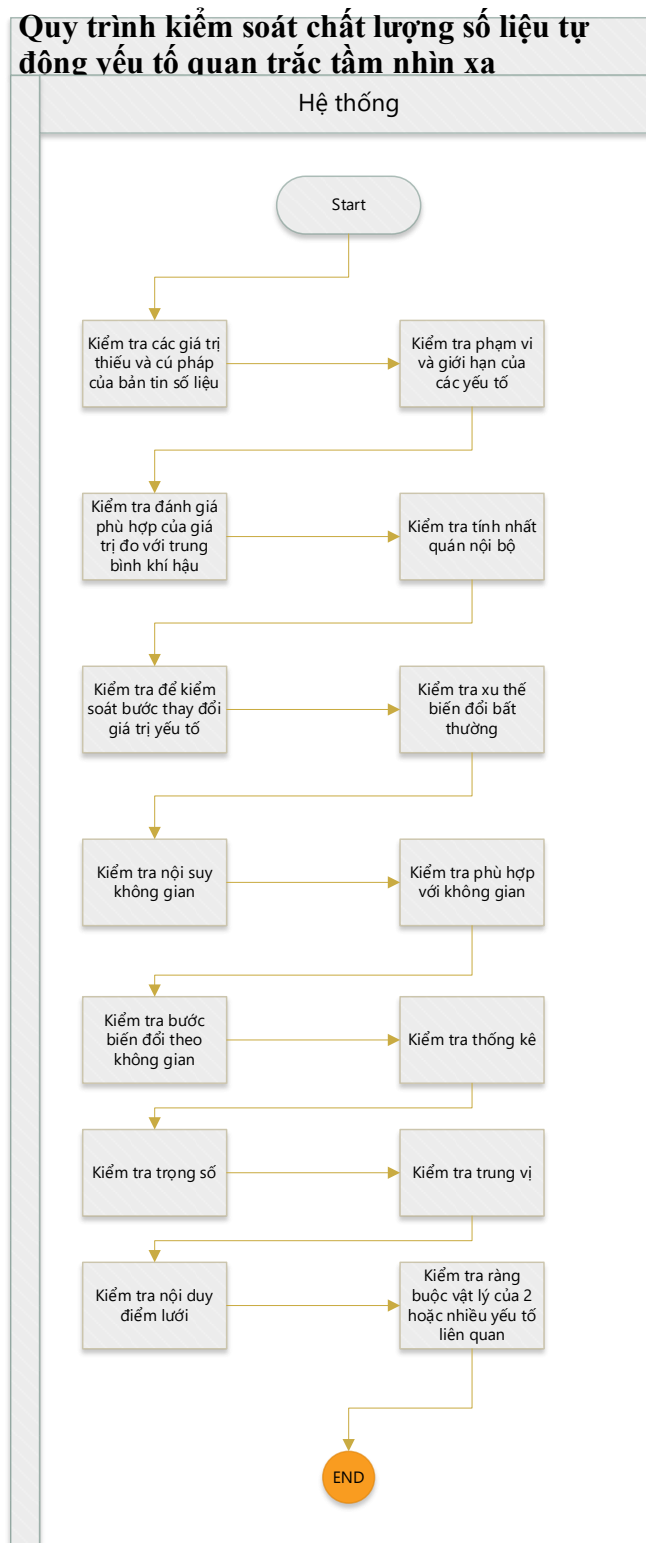 Quy trình kiểm soát chất lượng số liệu tự
động yếu tố quan trắc tầm nhìn xa
Hệ thống
Start
Kiểm tra các giá trị
thiếu và cú pháp
của bản tin số liệu
Kiểm tra phạm vi
và giới hạn của
các yếu tố
Kiểm tra đánh giá
phù hợp của giá
trị đo với trung
bình khí hậu
Kiểm tra tính nhất
quán nội bộ
Kiểm tra để kiểm
soát bước thay đổi
giá trị yếu tố
Kiểm tra xu thế
biến đổi bất
thường
Kiểm tra nội suy
không gian
Kiểm tra phù hợp
với không gian
Kiểm tra bước
biến đổi theo
không gian
Kiểm tra thống kê
Kiểm tra trọng số
Kiểm tra trung vị
Kiểm tra nội duy
điểm lưới
Kiểm tra ràng
buộc vật lý của 2
hoặc nhiều yếu tố
liên quan
END